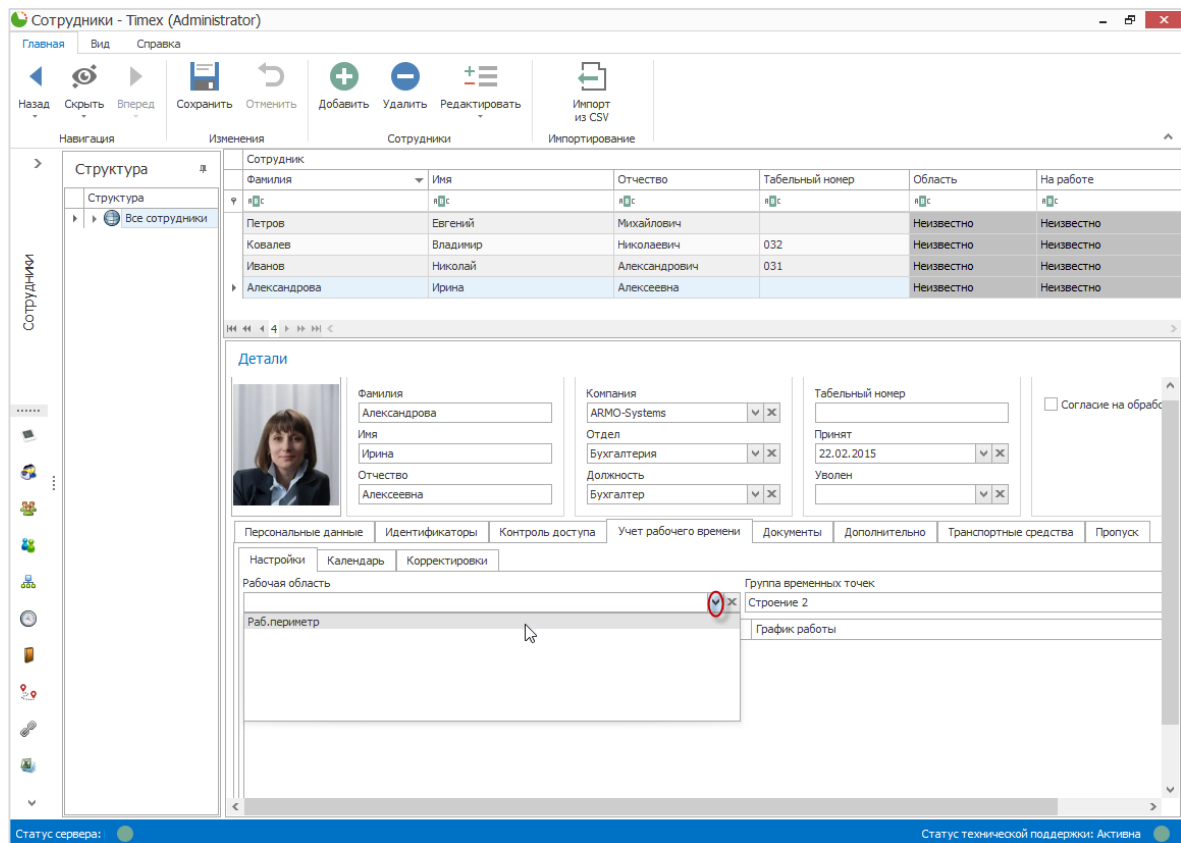 Сотрудники - Timex (Administrator)
Главная Вид Справка
Назад Скрыть Вперед Сохранить Отменить Добавить Удалить Редактировать Импорт из CSV
Навигация Изменения Сотрудники Импортирование
Сотрудники
Структура
Структура
Все сотрудники
Сотрудник
Фамилия Имя Отчество Табельный номер Область На работе
Петров Евгений Михайлович Неизвестно Неизвестно
Ковалев Владимир Николаевич 032 Неизвестно Неизвестно
Иванов Николай Александрович 031 Неизвестно Неизвестно
Александрова Ирина Алексеевна Неизвестно Неизвестно
4
Детали
Фамилия Компания Табельный номер
Александрова ARMO-Systems Согласие на обрабо
Имя Отдел Принят
Ирина Бухгалтерия 22.02.2015
Отчество Должность Уволен
Алексеевна Бухгалтер
Персональные данные Идентификаторы Контроль доступа Учет рабочего времени Документы Дополнительно Транспортные средства Пропуск
Настройки Календарь Корректировки
Рабочая область Группа временных точек
Строение 2
Раб.периметр График работы
Статус сервера: Статус технической поддержки: Активна